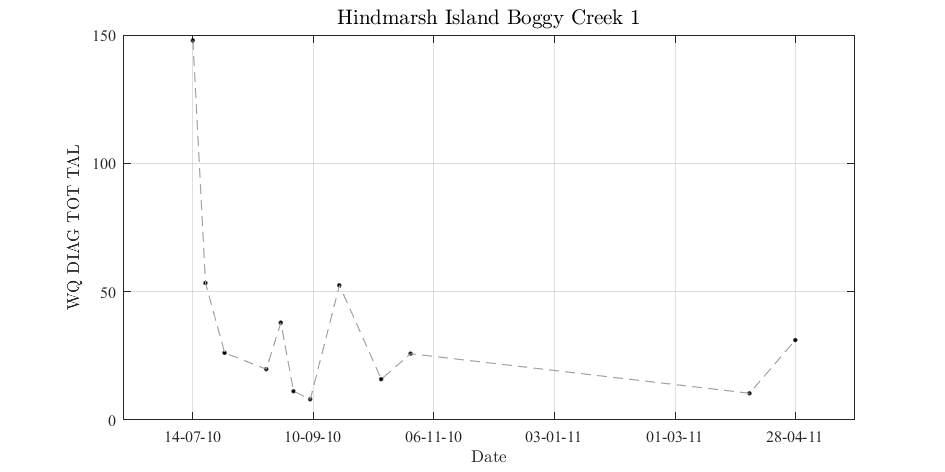 Hindmarsh Island Boggy Creek 1
WQ DIAG TOT TAL
150
100
50
0
14-07-10 10-09-10 06-11-10 03-01-11 01-03-11 28-04-11
Date